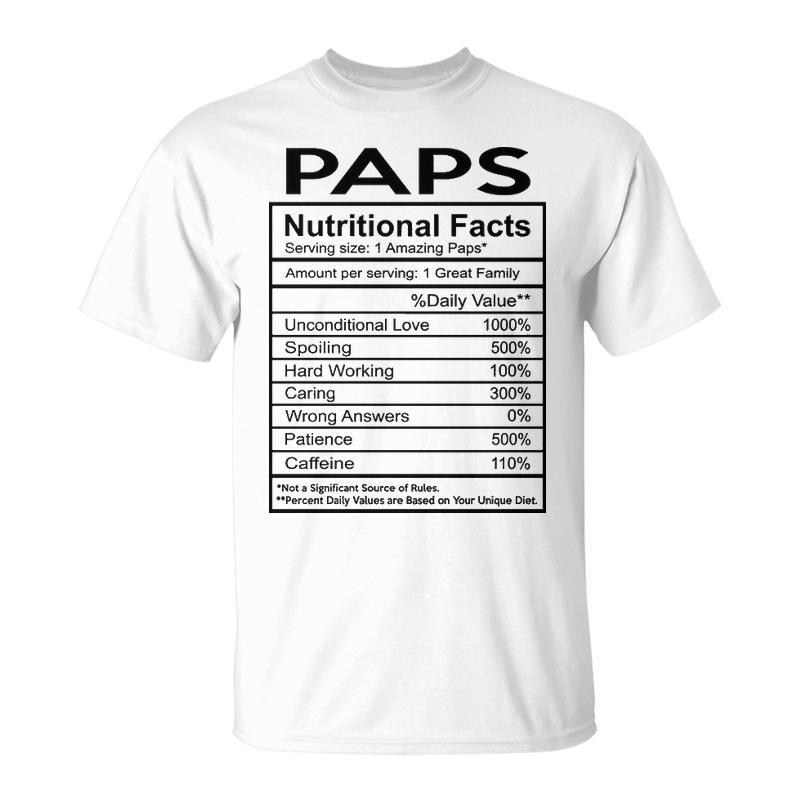 PAPS
Nutritional Facts
Serving size: 1 Amazing Paps*
Amount per serving: 1 Great Family
%Daily Value**
Unconditional Love 1000%
Spoiling 500%
Hard Working 100%
Caring 300%
Wrong Answers 0%
Patience 500%
Caffeine 110%
*Not a Significant Source of Rules.
**Percent Daily Values are Based on Your Unique Diet.